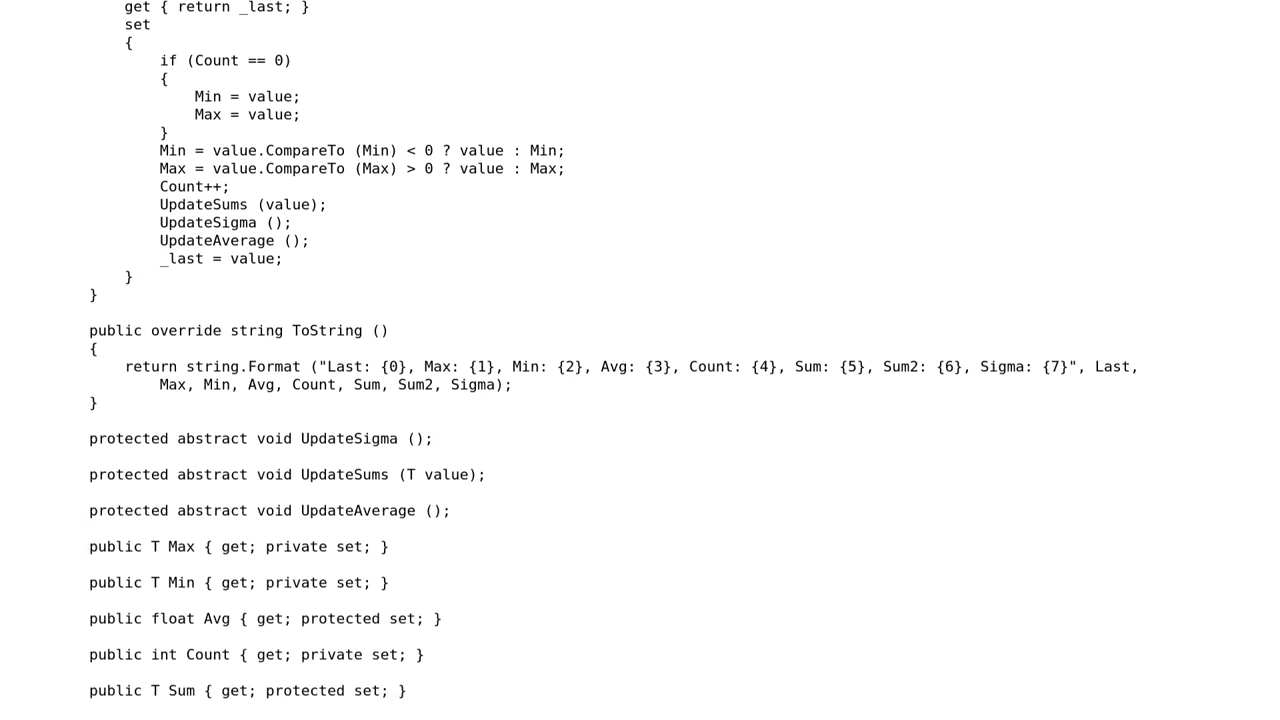 get { return _last; }
set
{
if (Count == 0)
{
Min = value;
Max = value;
}
Min = value.CompareTo (Min) < 0 ? value : Min;
Max = value.CompareTo (Max) > 0 ? value : Max;
Count++;
UpdateSums (value);
UpdateSigma ();
UpdateAverage ();
_last = value;
}
}
public override string ToString ()
{
return string.Format ("Last: {0}, Max: {1}, Min: {2}, Avg: {3}, Count: {4}, Sum: {5}, Sum2: {6}, Sigma: {7}", Last,
Max, Min, Avg, Count, Sum, Sum2, Sigma);
}
protected abstract void UpdateSigma ();
protected abstract void UpdateSums (T value);
protected abstract void UpdateAverage ();
public T Max { get; private set; }
public T Min { get; private set; }
public float Avg { get; protected set; }
public int Count { get; private set; }
public T Sum { get; protected set; }